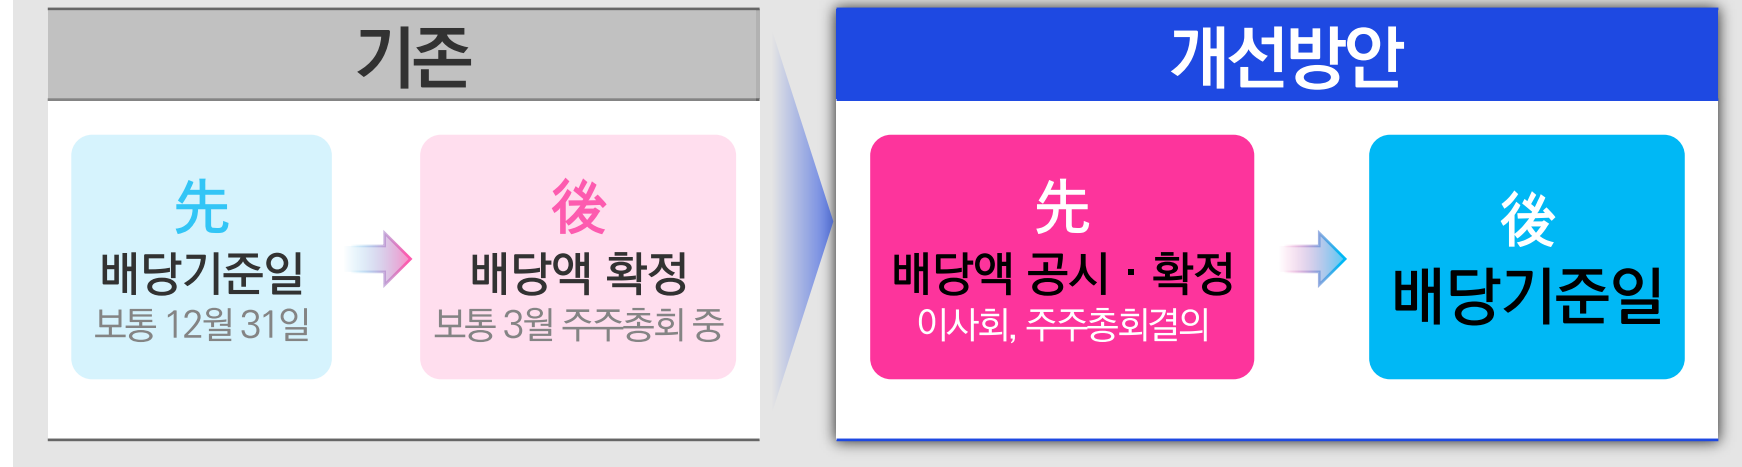 기존
先
배당기준일
보통 12월 31일
後
배당액 확정
보통 3월 주주총회 중
개선방안
先
배당액 공시 · 확정
이사회, 주주총회결의
後
배당기준일